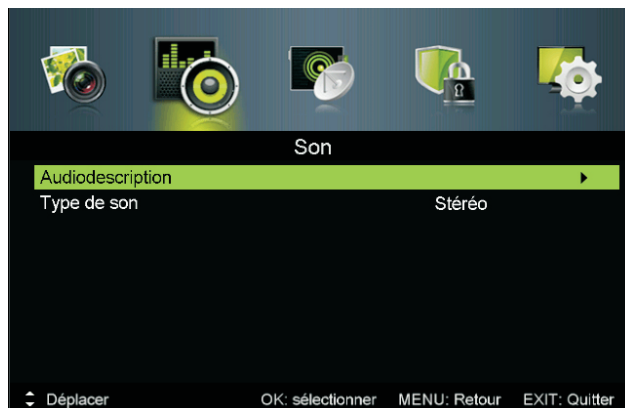 Son
Audiodescription
Type de son Stéréo
Déplacer OK: sélectionner MENU: Retour EXIT: Quitter